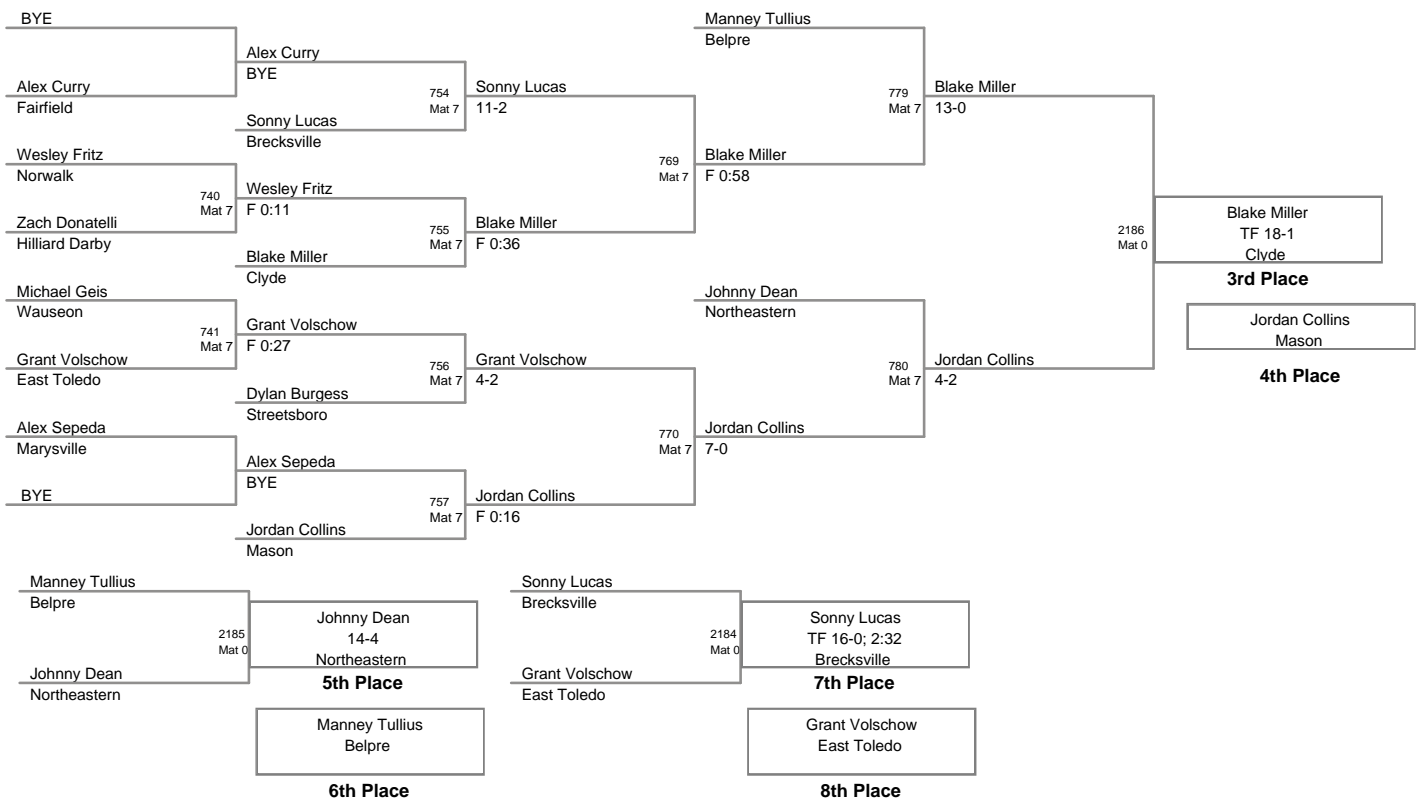 BYE
Alex Curry
Fairfield
Wesley Fritz
Norwalk
Zach Donatelli
Hilliard Darby
Michael Geis
Wauseon
Grant Volschow
East Toledo
Alex Sepeda
Marysville
BYE
740
Mat 7
741
Mat 7
Alex Curry
BYE
Sonny Lucas
Brecksville
Wesley Fritz
F 0:11
Blake Miller
Clyde
Grant Volschow
F 0:27
Dylan Burgess
Streetsboro
Alex Sepeda
BYE
Jordan Collins
Mason
754
Mat 7
755
Mat 7
756
Mat 7
757
Mat 7
Sonny Lucas
11-2
Blake Miller
F 0:36
Grant Volschow
4-2
Jordan Collins
F 0:16
769
Mat 7
770
Mat 7
Manney Tullius
Belpre
Blake Miller
F 0:58
Johnny Dean
Northeastern
Jordan Collins
7-0
779
Mat 7
780
Mat 7
Blake Miller
13-0
Jordan Collins
4-2
2186
Mat 0
Blake Miller
TF 18-1
Clyde
3rd Place
Jordan Collins
Mason
4th Place
Manney Tullius
Belpre
Johnny Dean
Northeastern
2185
Mat 0
Johnny Dean
14-4
Northeastern
5th Place
Manney Tullius
Belpre
6th Place
Sonny Lucas
Brecksville
Grant Volschow
East Toledo
2184
Mat 0
Sonny Lucas
TF 16-0; 2:32
Brecksville
7th Place
Grant Volschow
East Toledo
8th Place